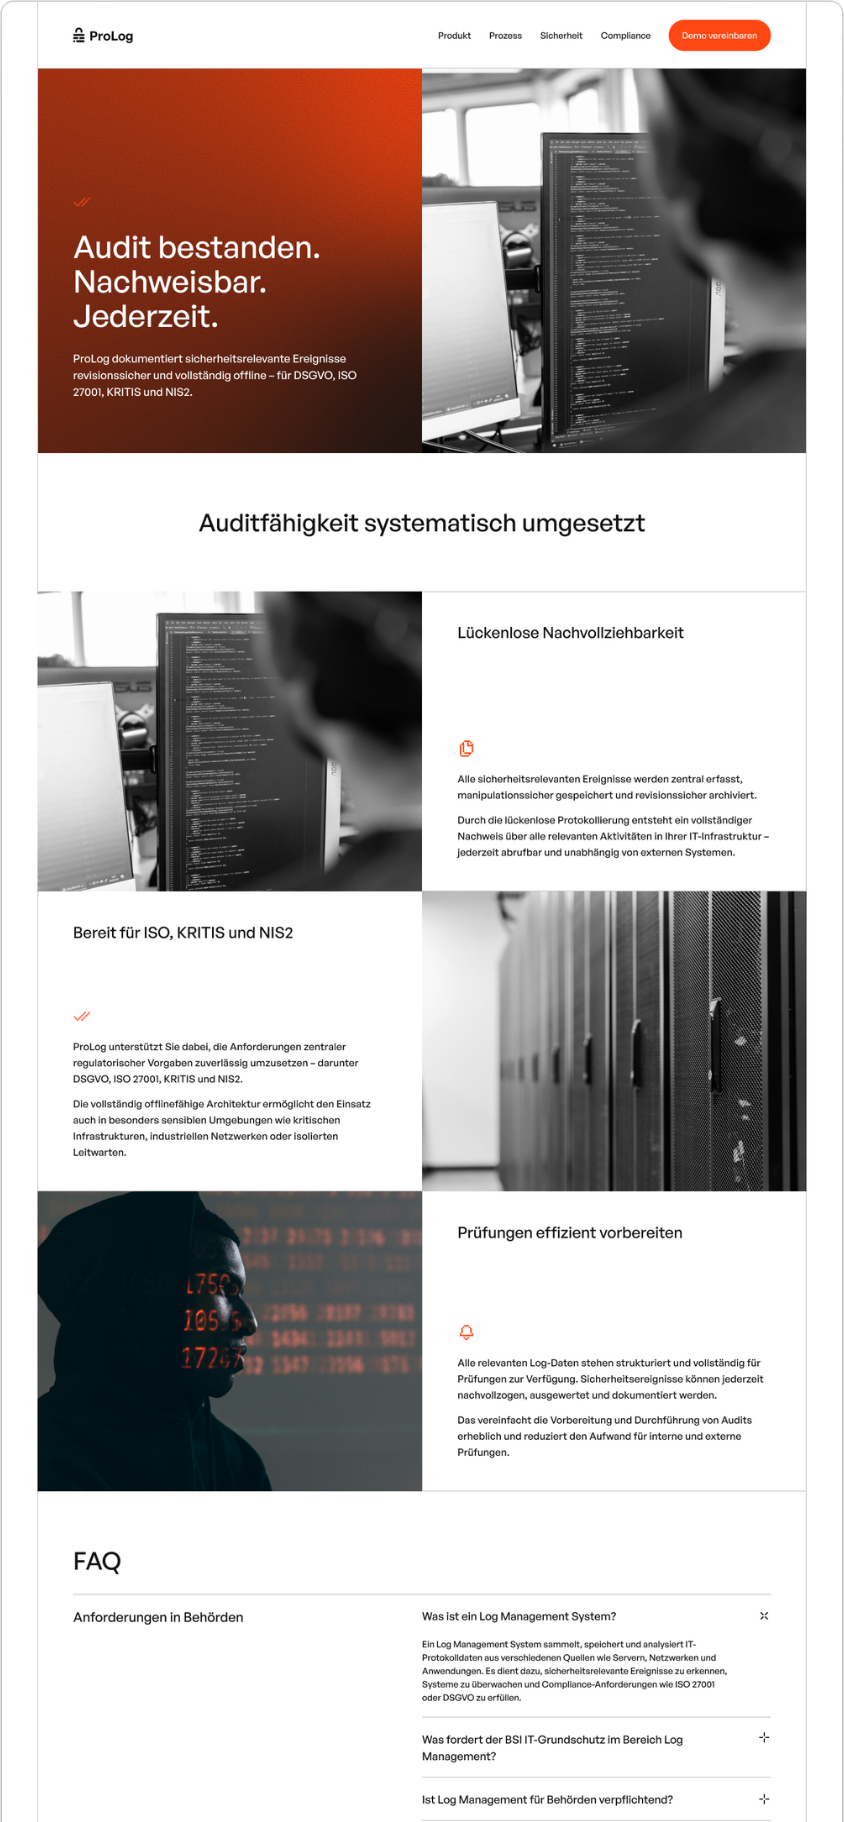 ProLog
Produkt
Prozess
Sicherheit
Compliance
Demo vereinbaren
Audit bestanden.
Nachweisbar.
Jederzeit.
ProLog dokumentiert sicherheitsrelevante Ereignisse
revisionssicher und vollständig offline – für DSGVO, ISO
27001, KRITIS und NIS2.
Auditfähigkeit systematisch umgesetzt
Lückenlose Nachvollziehbarkeit
Alle sicherheitsrelevanten Ereignisse werden zentral erfasst,
manipulationssicher gespeichert und revisionssicher archiviert.
Durch die lückenlose Protokollierung entsteht ein vollständiger
Nachweis über alle relevanten Aktivitäten in Ihrer IT-Infrastruktur –
jederzeit abrufbar und unabhängig von externen Systemen.
Bereit für ISO, KRITIS und NIS2
ProLog unterstützt Sie dabei, die Anforderungen zentraler
regulatorischer Vorgaben zuverlässig umzusetzen – darunter
DSGVO, ISO 27001, KRITIS und NIS2.
Die vollständig offlinefähige Architektur ermöglicht den Einsatz
auch in besonders sensiblen Umgebungen wie kritischen
Infrastrukturen, industriellen Netzwerken oder isolierten
Leitwarten.
Prüfungen effizient vorbereiten
Alle relevanten Log-Daten stehen strukturiert und vollständig für
Prüfungen zur Verfügung. Sicherheitsereignisse können jederzeit
nachvollzogen, ausgewertet und dokumentiert werden.
Das vereinfacht die Vorbereitung und Durchführung von Audits
erheblich und reduziert den Aufwand für interne und externe
Prüfungen.
FAQ
Anforderungen in Behörden
Was ist ein Log Management System?
Ein Log Management System sammelt, speichert und analysiert IT-
Protokolldaten aus verschiedenen Quellen wie Servern, Netzwerken und
Anwendungen. Es dient dazu, sicherheitsrelevante Ereignisse zu erkennen,
Systeme zu überwachen und Compliance-Anforderungen wie ISO 27001
oder DSGVO zu erfüllen.
Was fordert der BSI IT-Grundschutz im Bereich Log
Management?
Ist Log Management für Behörden verpflichtend?